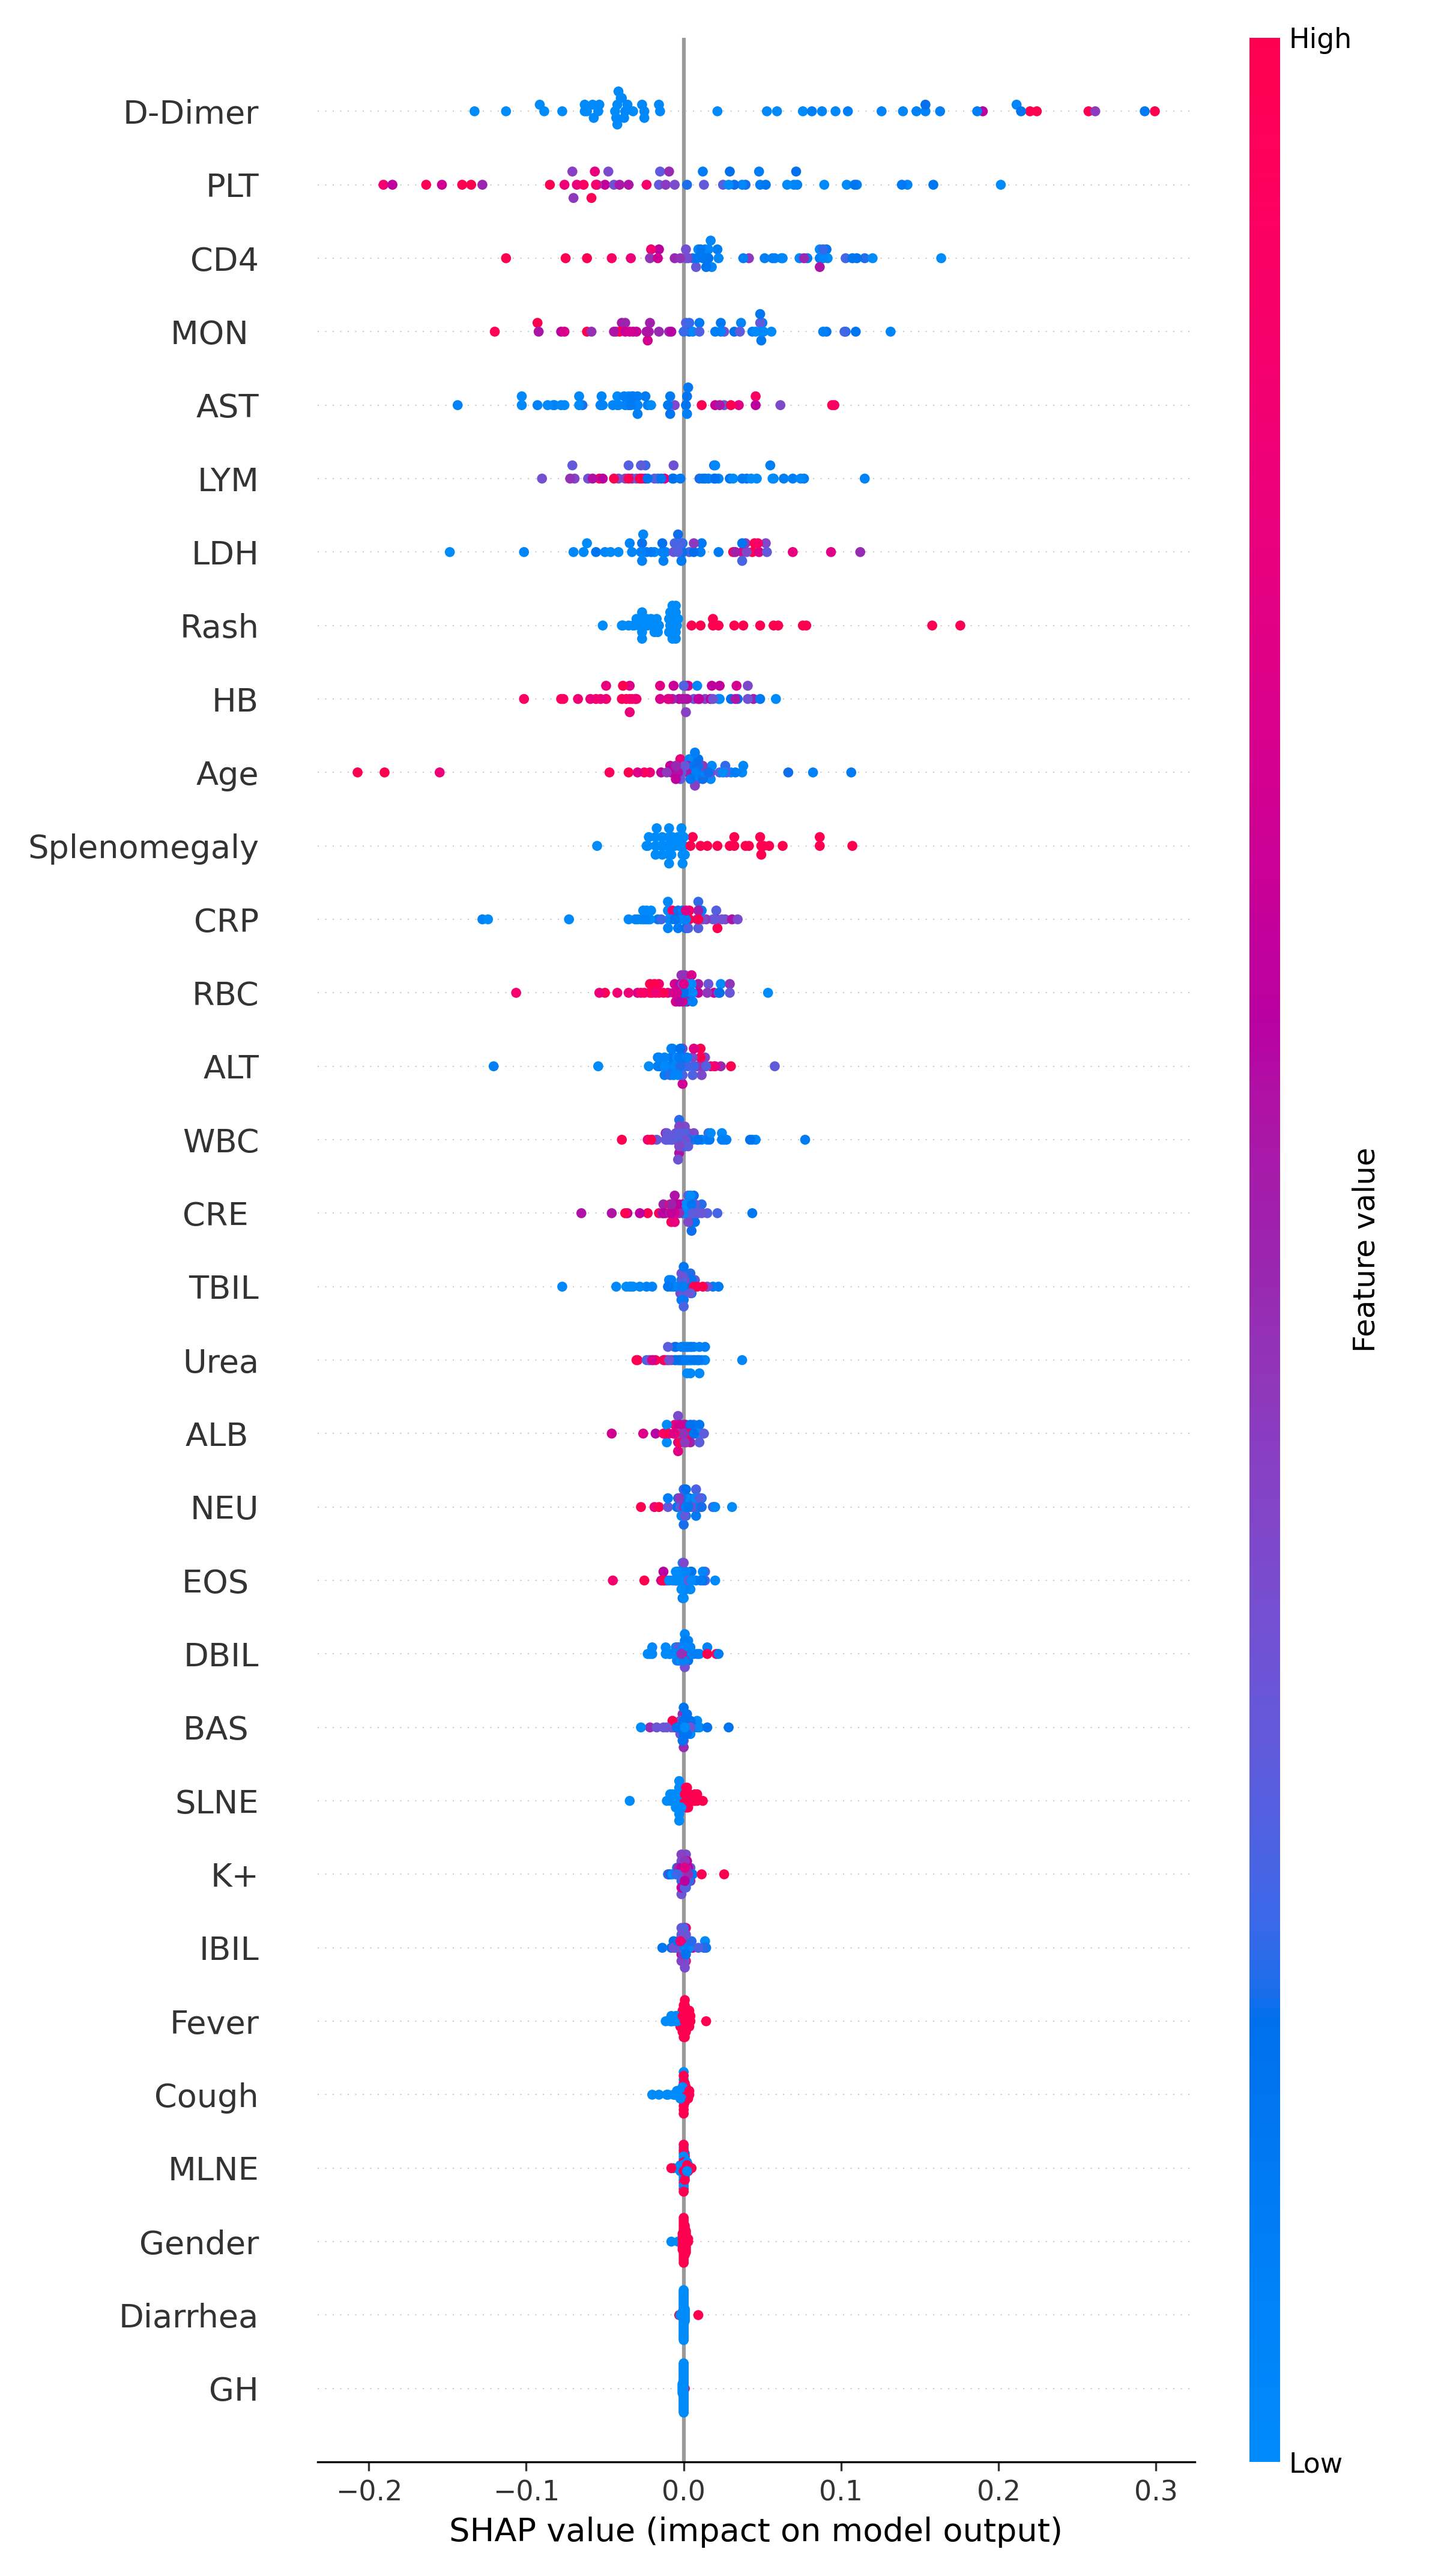 High
D-Dimer
PLT
CD4
MON
AST
LYM
LDH
Rash
HB
Age
Splenomegaly
CRP
RBC
ALT
WBC
CRE
TBIL
Urea
ALB
NEU
EOS
DBIL
BAS
SLNE
K+
IBIL
Fever
Cough
MLNE
Gender
Diarrhea
GH
Feature value
Low
−0.2 −0.1 0.0 0.1 0.2 0.3
SHAP value (impact on model output)